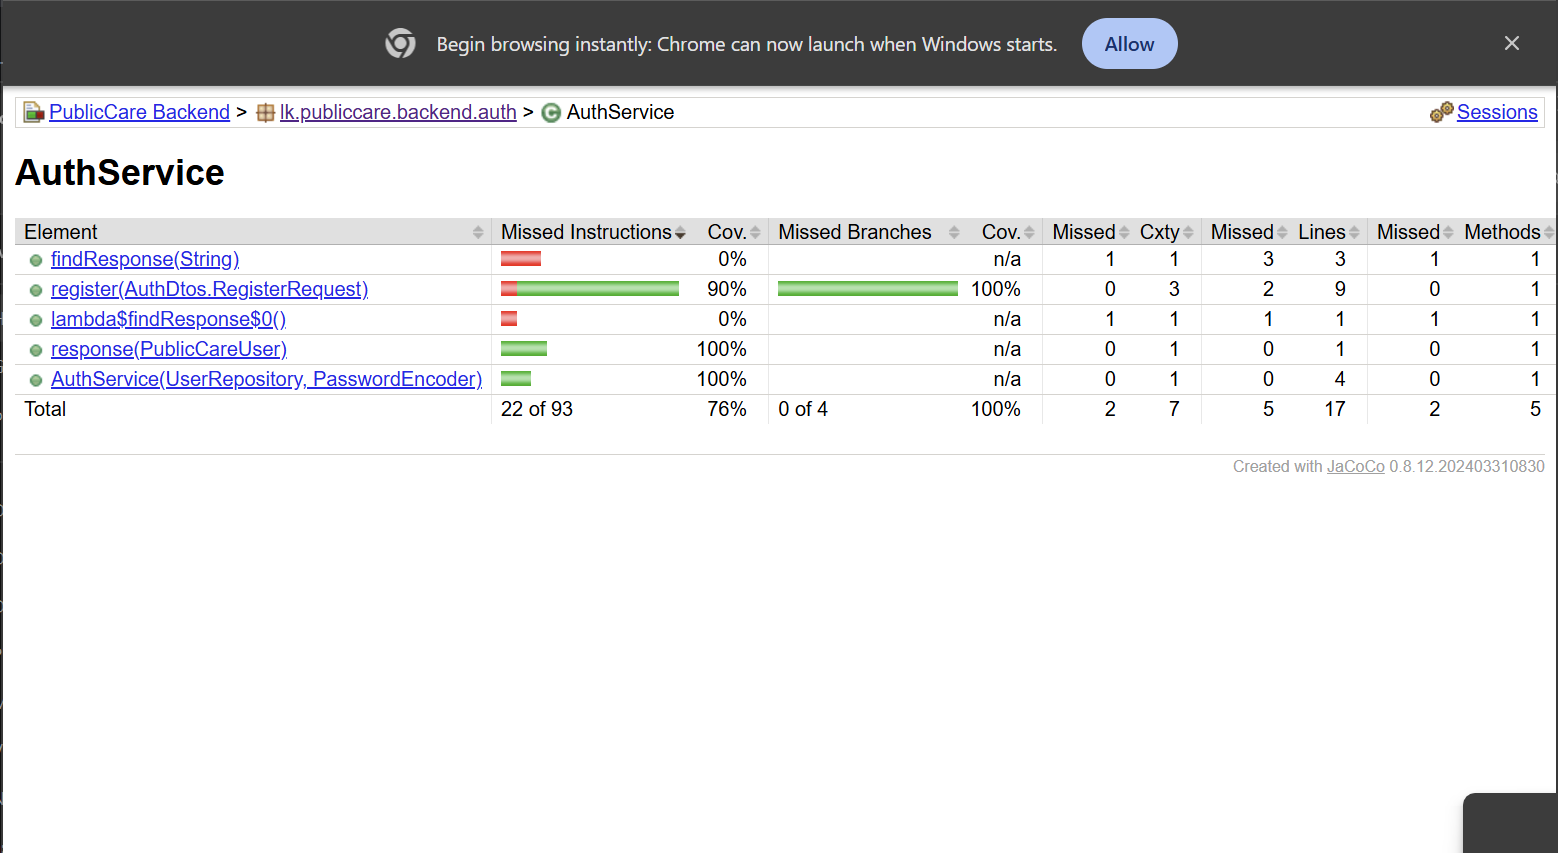 Begin browsing instantly: Chrome can now launch when Windows starts. Allow
PublicCare Backend > lk.publiccare.backend.auth > AuthService Sessions
AuthService
Element Missed Instructions Cov. Missed Branches Cov. Missed Cxty Missed Lines Missed Methods
findResponse(String) 0% n/a 1 1 3 3 1 1
register(AuthDtos.RegisterRequest) 90% 100% 0 3 2 9 0 1
lambda$findResponse$0() 0% n/a 1 1 1 1 1 1
response(PublicCareUser) 100% n/a 0 1 0 1 0 1
AuthService(UserRepository, PasswordEncoder) 100% n/a 0 1 0 4 0 1
Total 22 of 93 76% 0 of 4 100% 2 7 5 17 2 5
Created with JaCoCo 0.8.12.202403310830